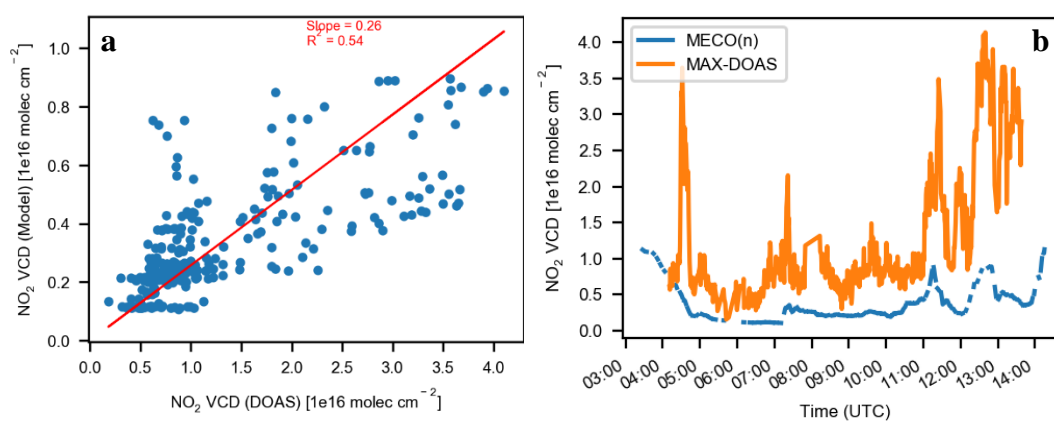 a
Slope = 0.26
R² = 0.54
NO₂ VCD (Model) [1e16 molec cm⁻²]
1.0
0.8
0.6
0.4
0.2
0.0
0.0 0.5 1.0 1.5 2.0 2.5 3.0 3.5 4.0
NO₂ VCD (DOAS) [1e16 molec cm⁻²]
b
MECO(n)
MAX-DOAS
NO₂ VCD [1e16 molec cm⁻²]
4.0
3.5
3.0
2.5
2.0
1.5
1.0
0.5
0.0
03:00 04:00 05:00 06:00 07:00 08:00 09:00 10:00 11:00 12:00 13:00 14:00
Time (UTC)